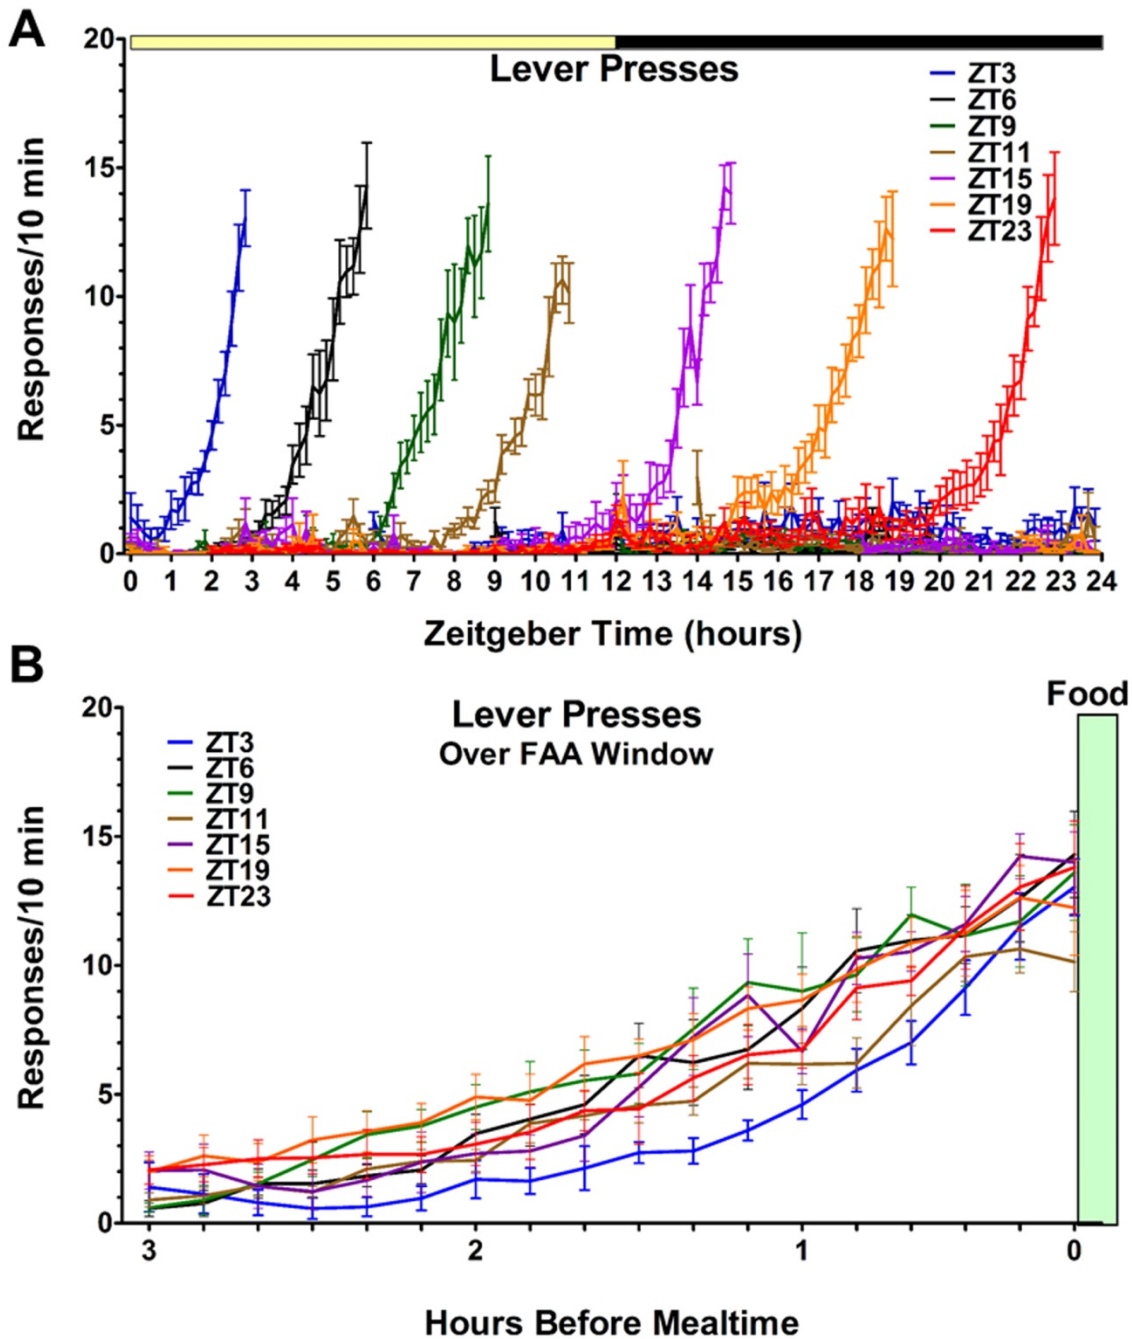 A
20
Lever Presses
ZT3
ZT6
ZT9
ZT11
ZT15
ZT19
ZT23
15
10
5
0
Responses/10 min
0 1 2 3 4 5 6 7 8 9 10 11 12 13 14 15 16 17 18 19 20 21 22 23 24
Zeitgeber Time (hours)
B
Food
20
Lever Presses
Over FAA Window
ZT3
ZT6
ZT9
ZT11
ZT15
ZT19
ZT23
15
10
5
0
Responses/10 min
3 2 1 0
Hours Before Mealtime